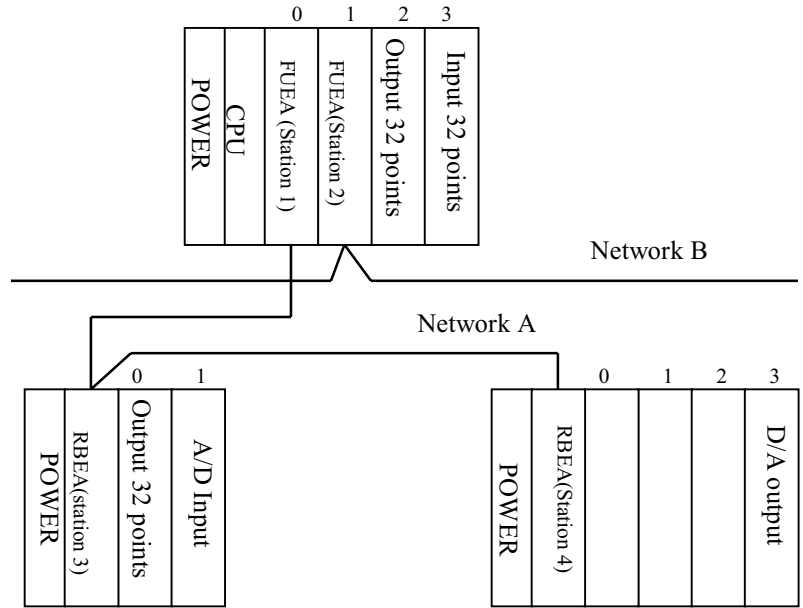 0 1 2 3
POWER
CPU
FUEA (Station 1)
FUEA(Station 2)
Output 32 points
Input 32 points
Network B
Network A
0 1
POWER
RBEA(station 3)
Output 32 points
A/D Input
0 1 2 3
POWER
RBEA(Station 4)
D/A output